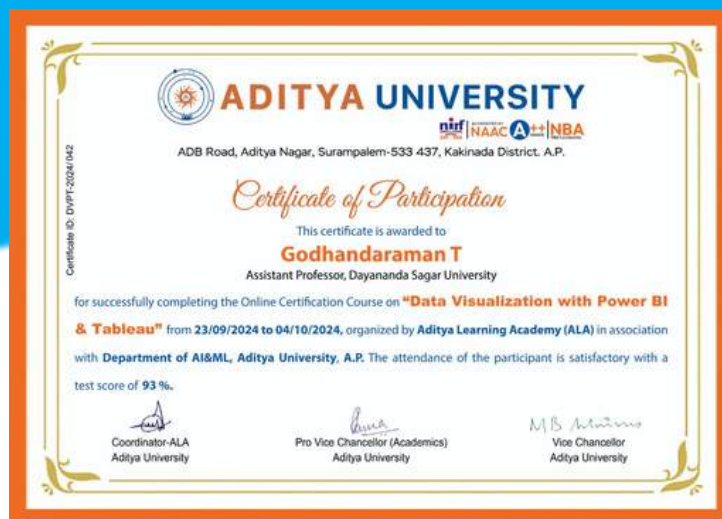 ADITYA UNIVERSITY
nirf ACCREDITED BY NAAC A++ NBA
ADB Road, Aditya Nagar, Surampalem-533 437, Kakinada District. A.P.
Certificate ID: DVPT-2024/042
Certificate of Participation
This certificate is awarded to
Godhandaraman T
Assistant Professor, Dayananda Sagar University
for successfully completing the Online Certification Course on "Data Visualization with Power BI
& Tableau" from 23/09/2024 to 04/10/2024, organized by Aditya Learning Academy (ALA) in association
with Department of AI&ML, Aditya University, A.P. The attendance of the participant is satisfactory with a
test score of 93 %.
Coordinator-ALA
Aditya University
Pro Vice Chancellor (Academics)
Aditya University
Vice Chancellor
Aditya University